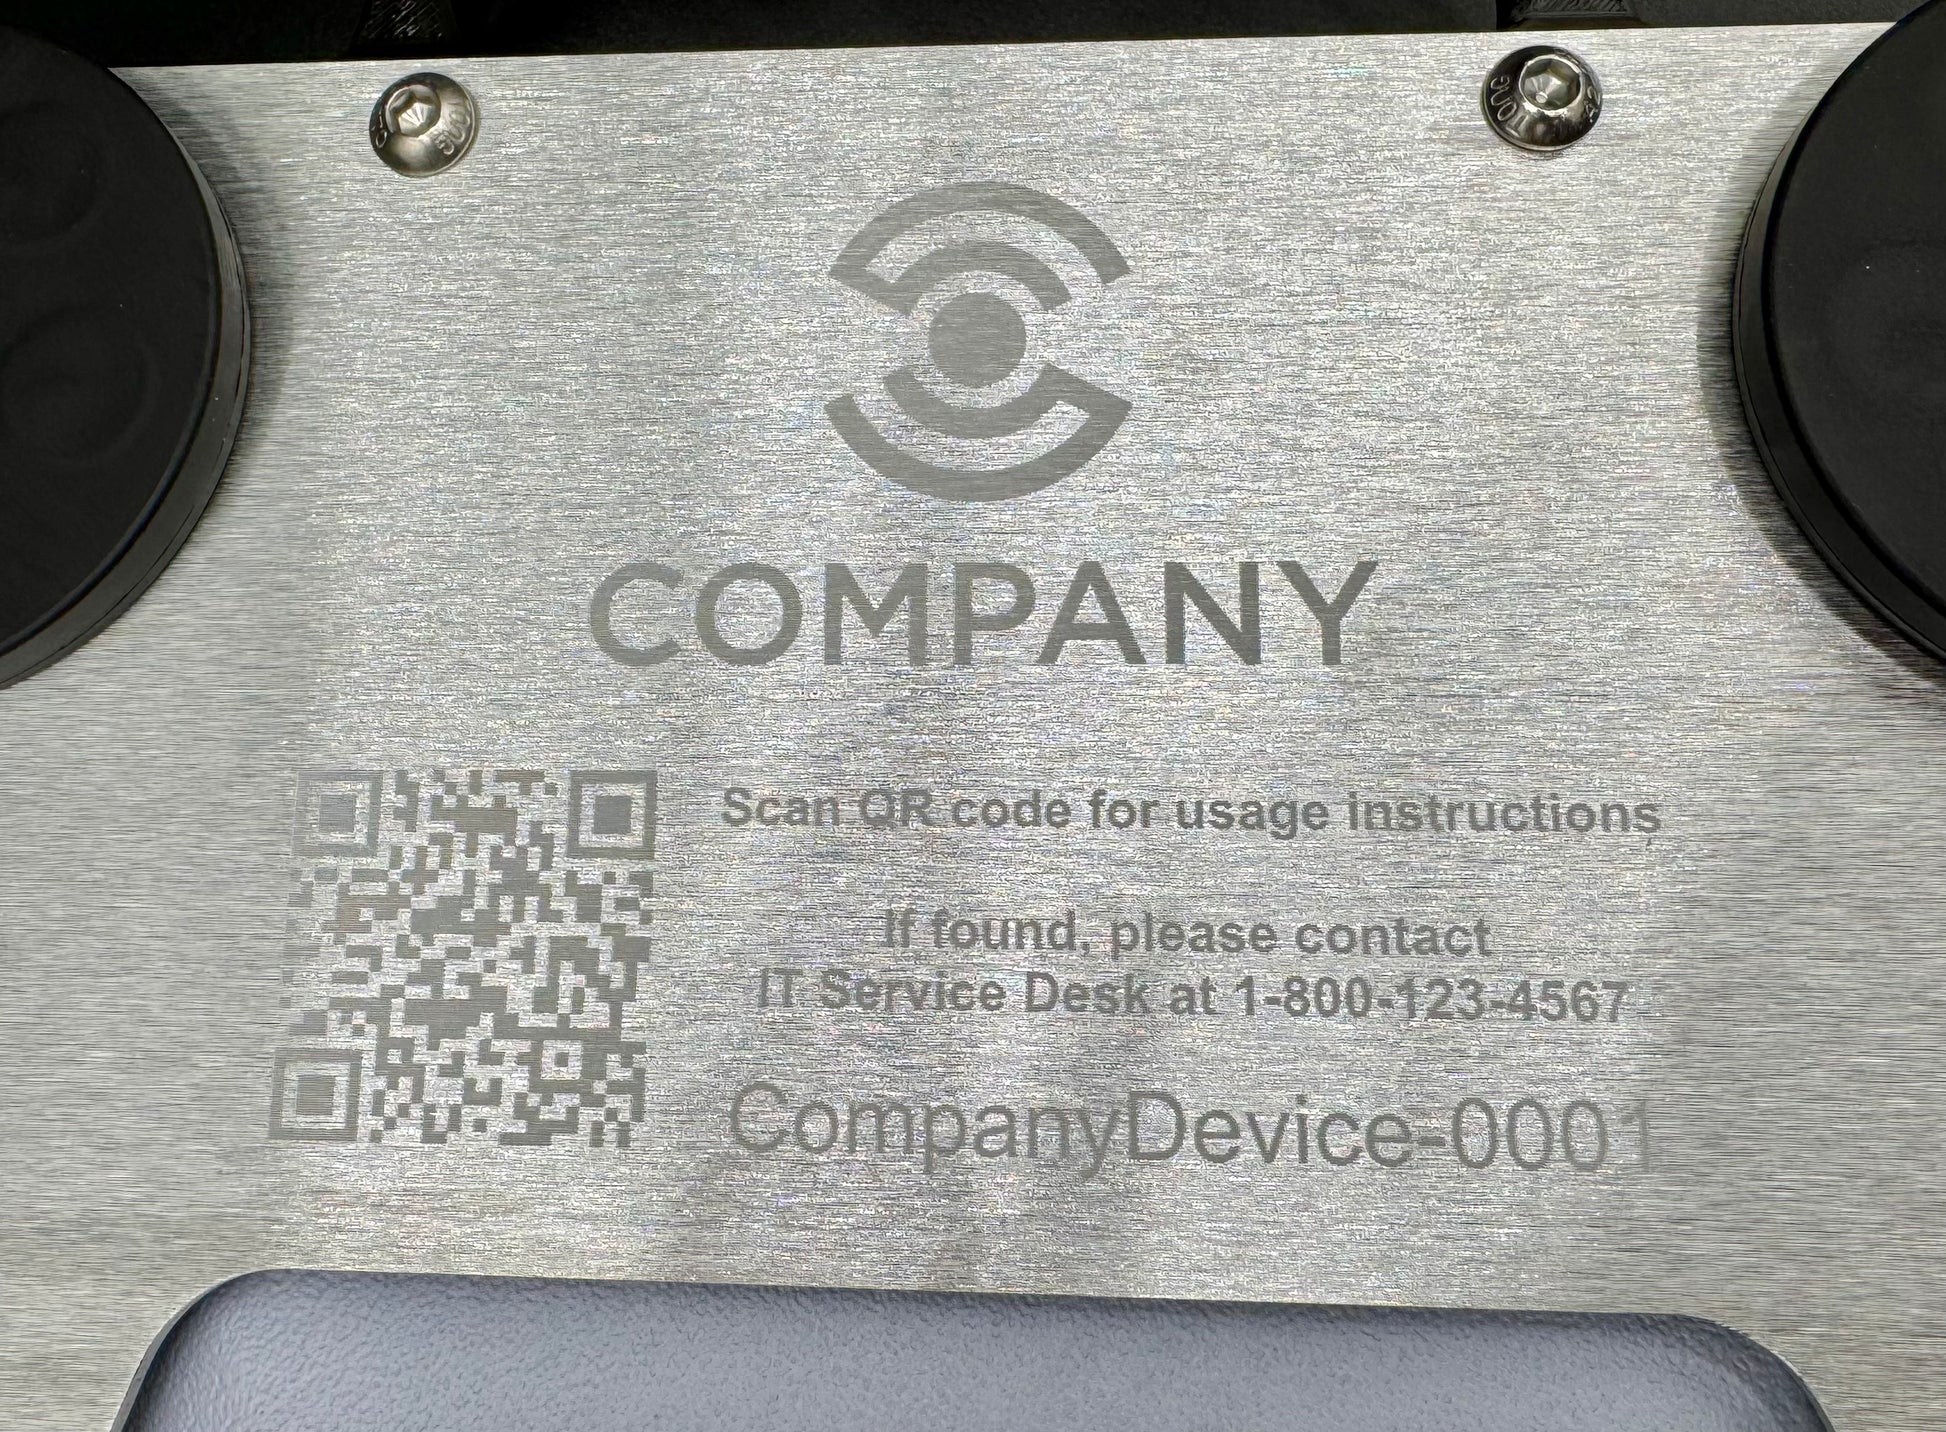 COMPANY
Scan QR code for usage instructions
If found, please contact
IT Service Desk at 1-800-123-4567
CompanyDevice-0001